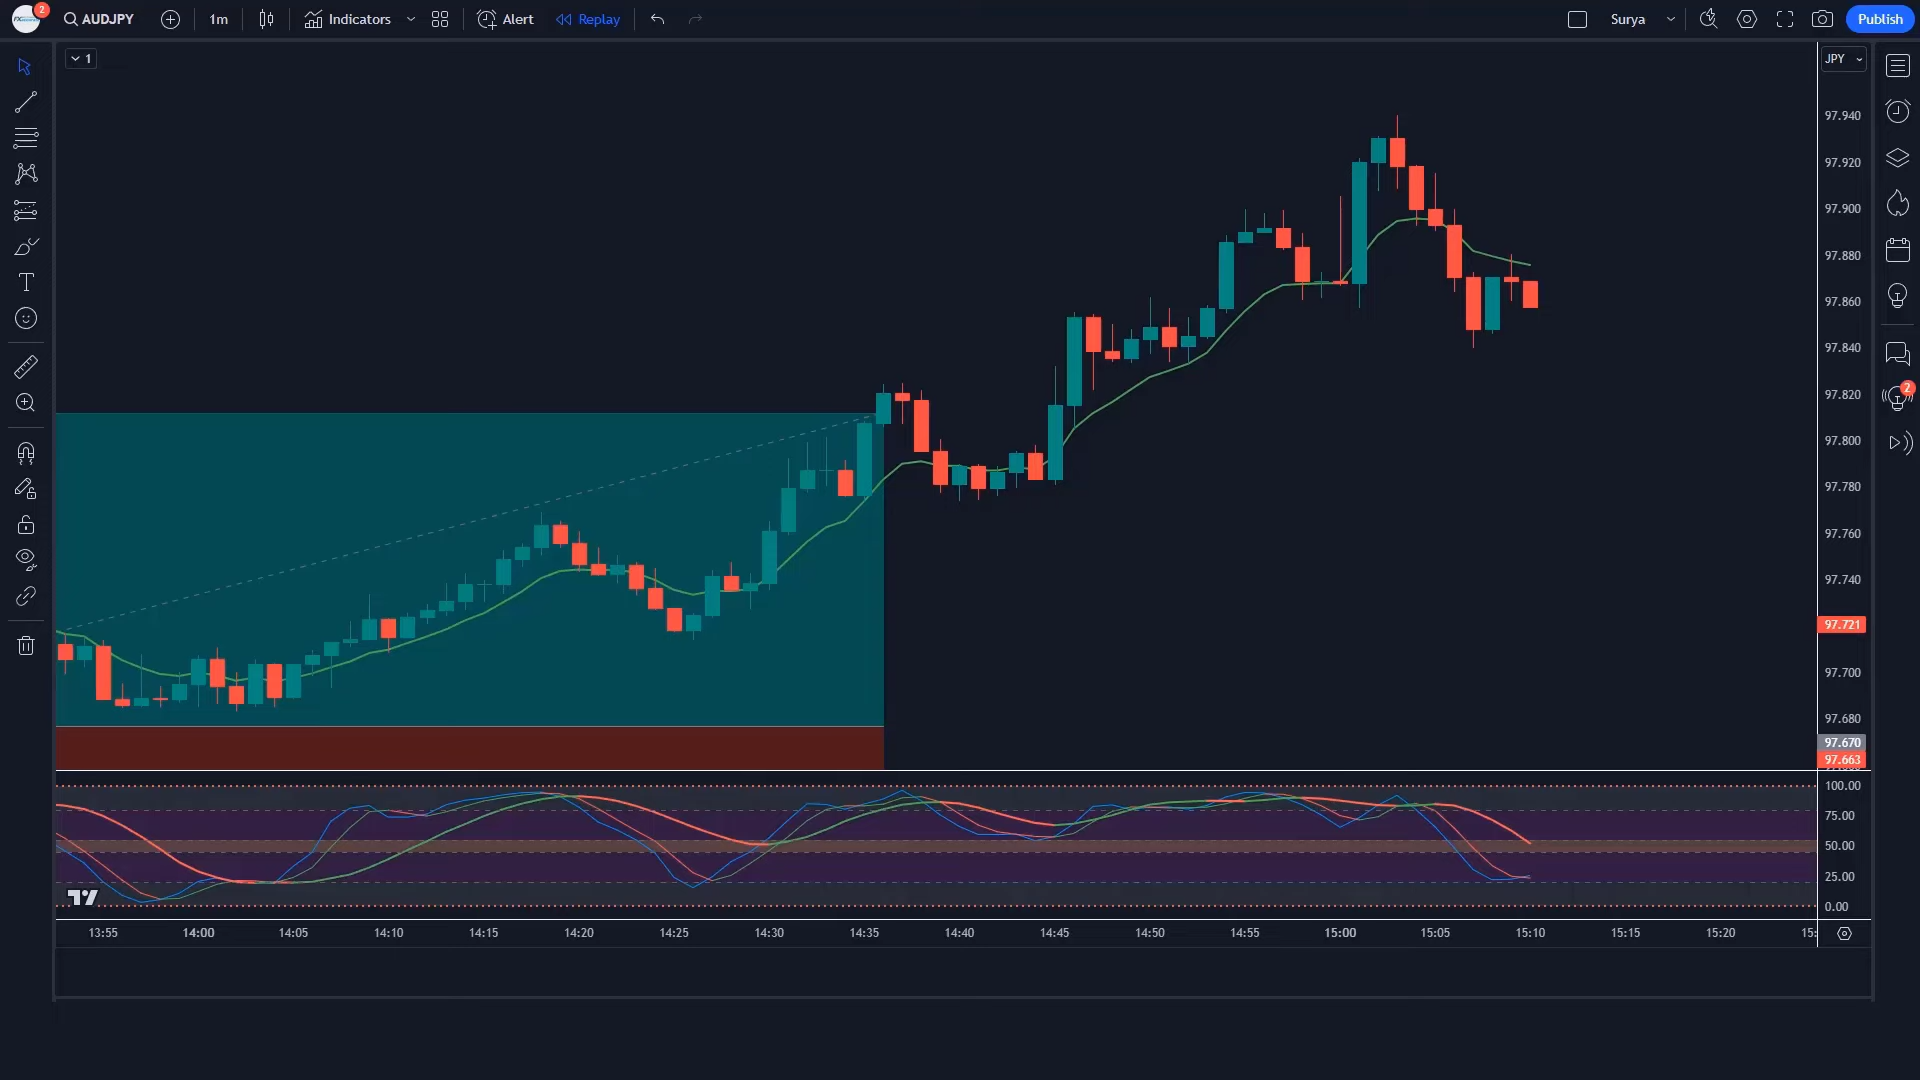 2
AUDJPY
1m
Indicators
Alert
Replay
Surya
Publish
1
JPY
97.940
97.920
97.900
97.880
97.860
97.840
97.820
97.800
97.780
97.760
97.740
97.721
97.700
97.680
97.670
97.663
2
100.00
75.00
50.00
25.00
0.00
13:55 14:00 14:05 14:10 14:15 14:20 14:25 14:30 14:35 14:40 14:45 14:50 14:55 15:00 15:05 15:10 15:15 15:20 15: